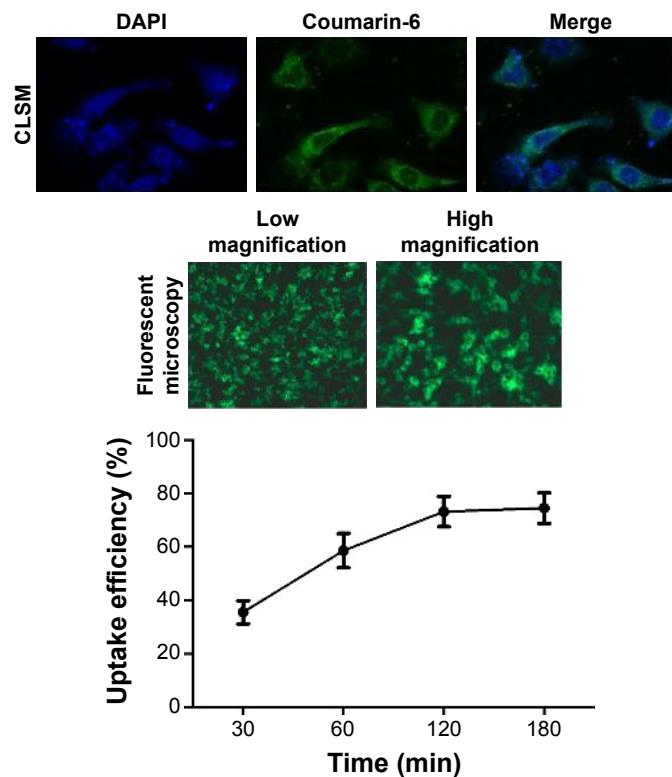 DAPI
Coumarin-6
Merge
CLSM
Low
magnification
High
magnification
Fluorescent
microscopy
Uptake efficiency (%)
100
80
60
40
20
0
30
60
120
180
Time (min)